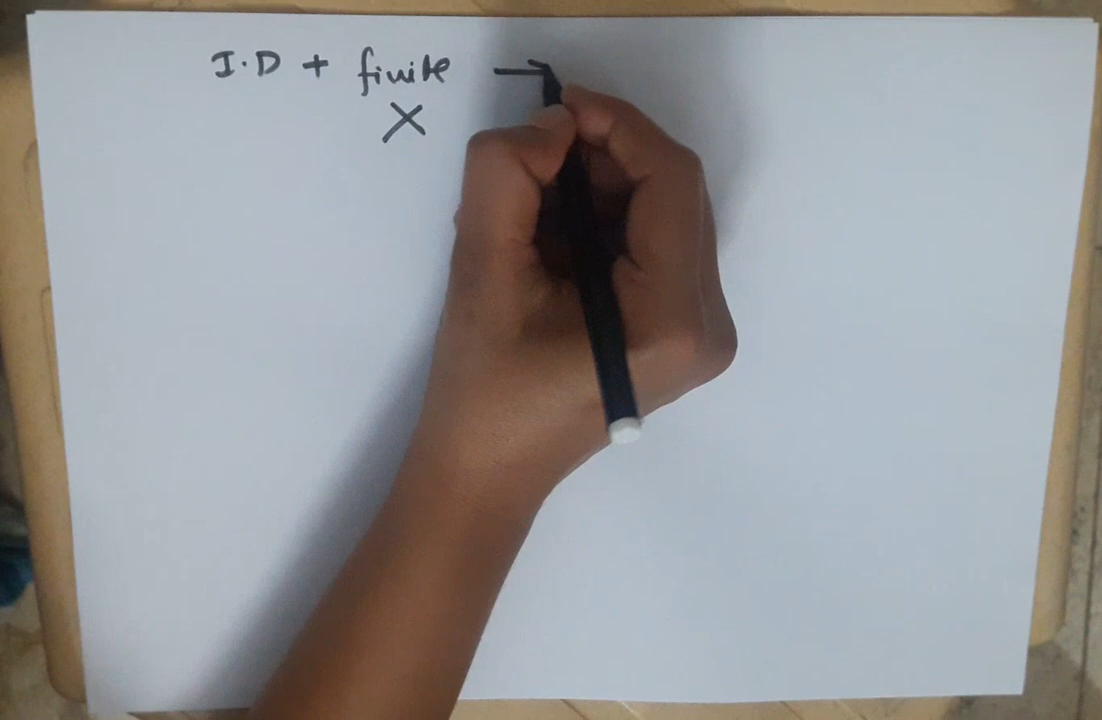 I.D + finite →
X